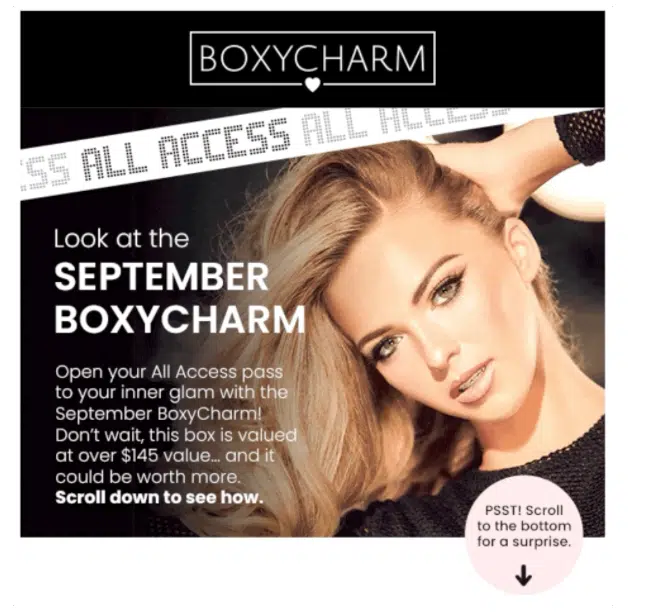 BOXYCHARM
SS ALL ACCESS ALL ACCESS
Look at the
SEPTEMBER
BOXYCHARM
Open your All Access pass
to your inner glam with the
September BoxyCharm!
Don't wait, this box is valued
at over $145 value... and it
could be worth more.
Scroll down to see how.
PSST! Scroll
to the bottom
for a surprise.